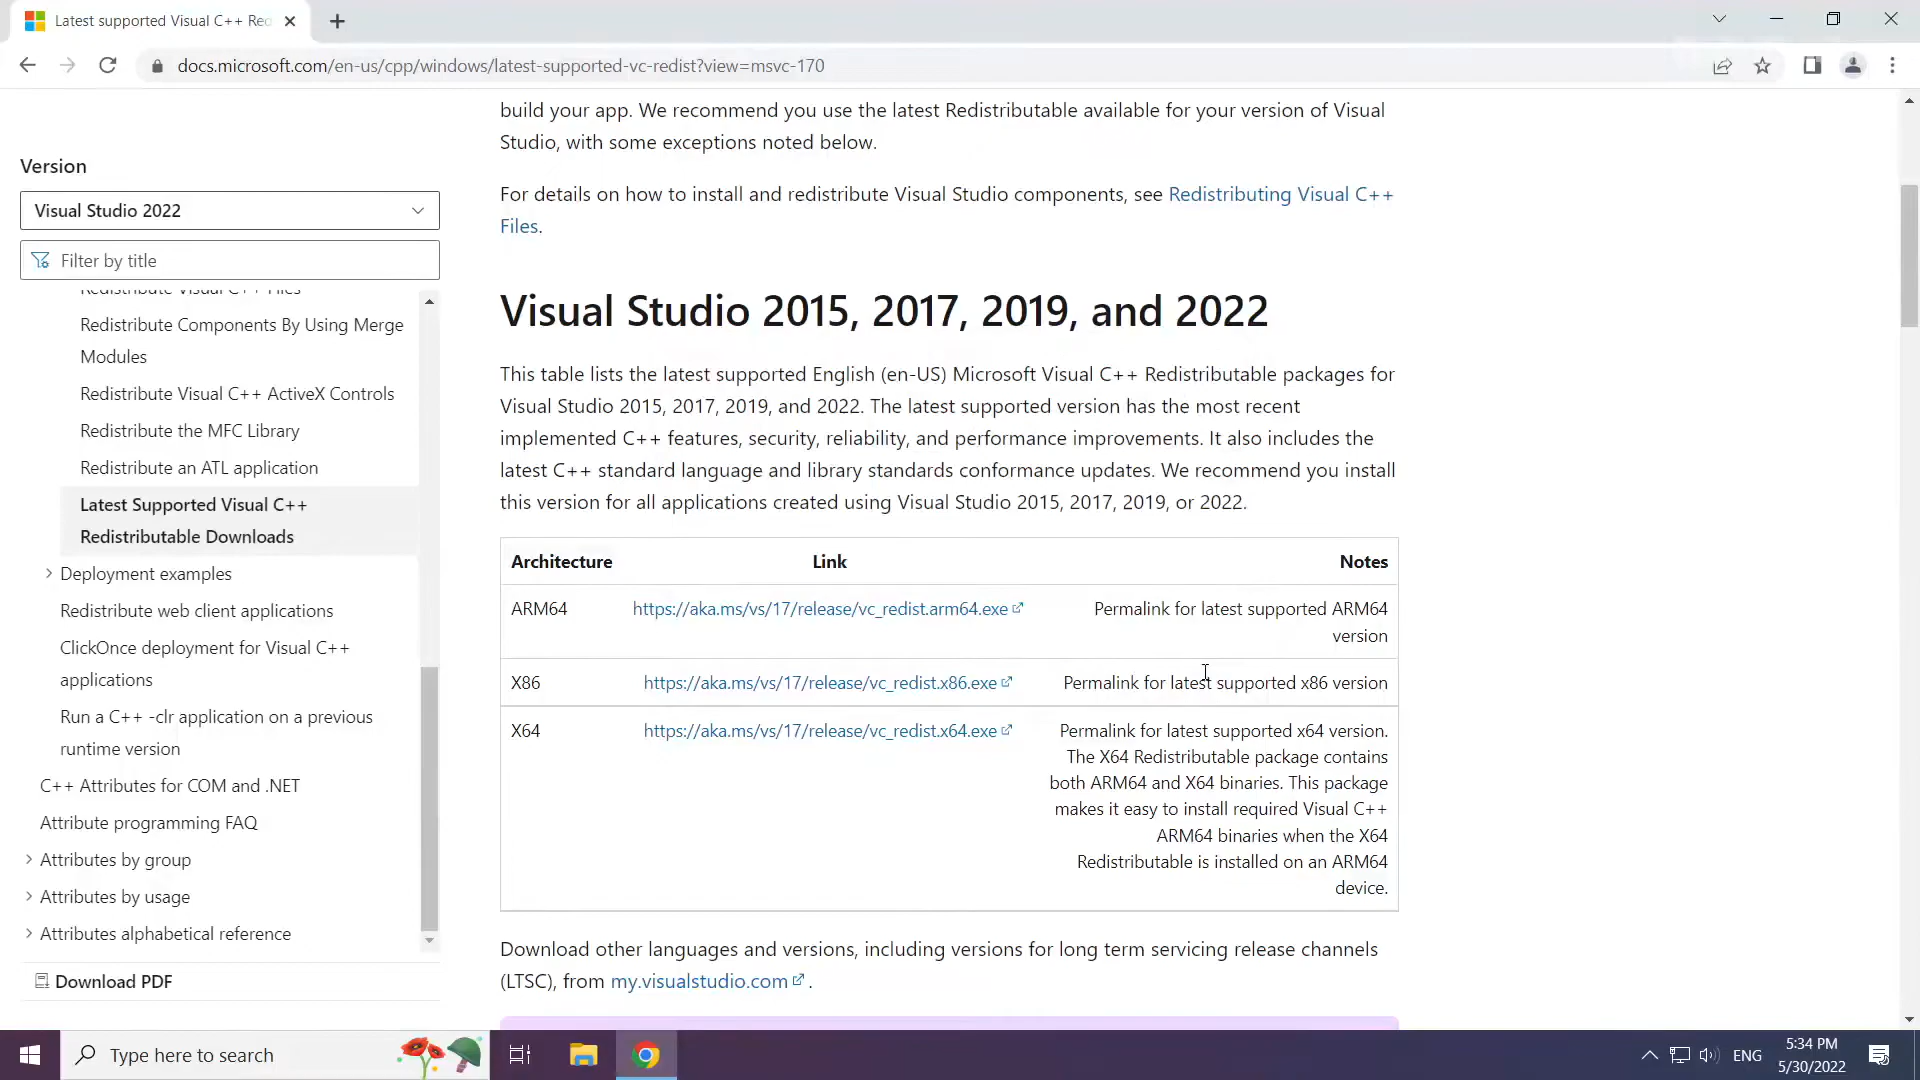 Latest supported Visual C++ Red
docs.microsoft.com/en-us/cpp/windows/latest-supported-vc-redist?view=msvc-170
Version
Visual Studio 2022
Filter by title
Redistribute Visual C++ Files
Redistribute Components By Using Merge
Modules
Redistribute Visual C++ ActiveX Controls
Redistribute the MFC Library
Redistribute an ATL application
Latest Supported Visual C++
Redistributable Downloads
Deployment examples
Redistribute web client applications
ClickOnce deployment for Visual C++
applications
Run a C++ -clr application on a previous
runtime version
C++ Attributes for COM and .NET
Attribute programming FAQ
Attributes by group
Attributes by usage
Attributes alphabetical reference
Download PDF
build your app. We recommend you use the latest Redistributable available for your version of Visual
Studio, with some exceptions noted below.
For details on how to install and redistribute Visual Studio components, see Redistributing Visual C++
Files.
Visual Studio 2015, 2017, 2019, and 2022
This table lists the latest supported English (en-US) Microsoft Visual C++ Redistributable packages for
Visual Studio 2015, 2017, 2019, and 2022. The latest supported version has the most recent
implemented C++ features, security, reliability, and performance improvements. It also includes the
latest C++ standard language and library standards conformance updates. We recommend you install
this version for all applications created using Visual Studio 2015, 2017, 2019, or 2022.
Architecture Link Notes
ARM64 https://aka.ms/vs/17/release/vc_redist.arm64.exe Permalink for latest supported ARM64
version
X86 https://aka.ms/vs/17/release/vc_redist.x86.exe Permalink for latest supported x86 version
X64 https://aka.ms/vs/17/release/vc_redist.x64.exe Permalink for latest supported x64 version.
The X64 Redistributable package contains
both ARM64 and X64 binaries. This package
makes it easy to install required Visual C++
ARM64 binaries when the X64
Redistributable is installed on an ARM64
device.
Download other languages and versions, including versions for long term servicing release channels
(LTSC), from my.visualstudio.com .
Type here to search
ENG
5:34 PM
5/30/2022